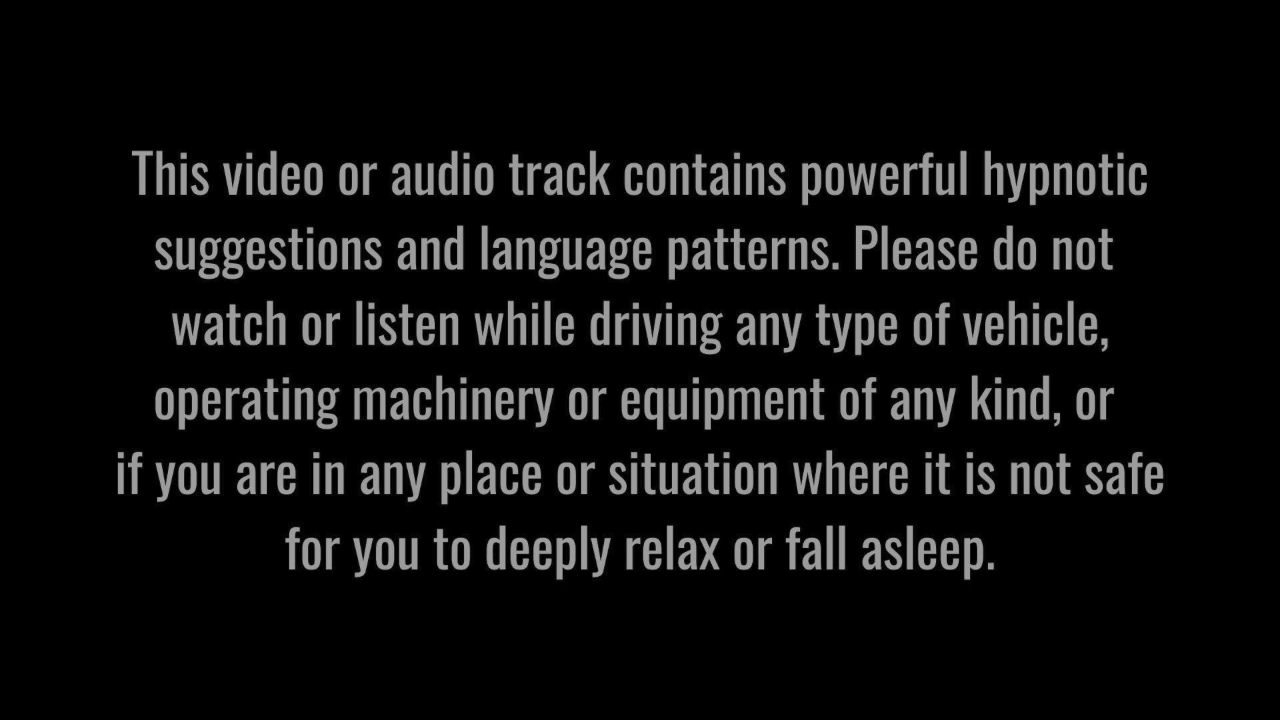 This video or audio track contains powerful hypnotic
suggestions and language patterns. Please do not
watch or listen while driving any type of vehicle,
operating machinery or equipment of any kind, or
if you are in any place or situation where it is not safe
for you to deeply relax or fall asleep.